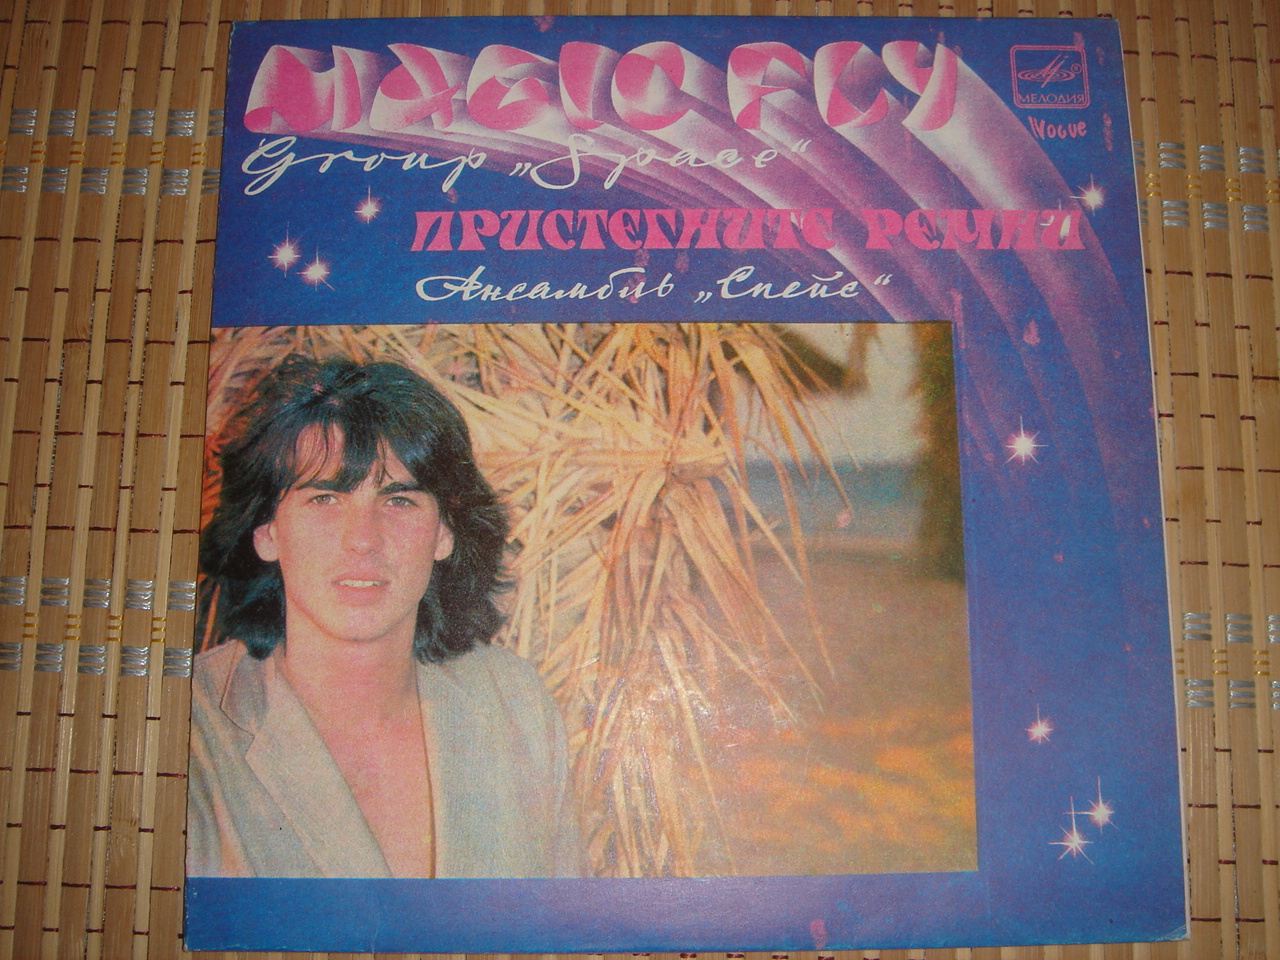 MAGIC FLY
Group „Space“
ПРИСТЕГНИТЕ РЕМНИ
Ансамбль „Спейс“
МЕЛОДИЯ
Vogue